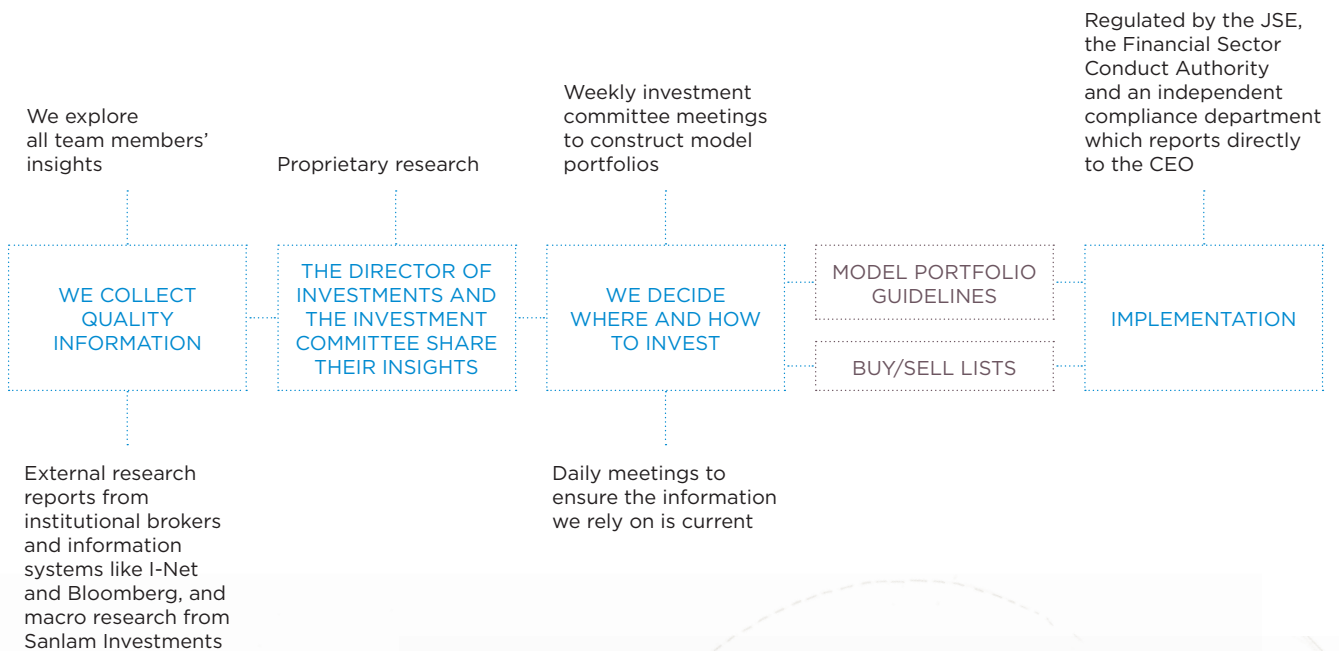 We explore
all team members’
insights
Proprietary research
Weekly investment
committee meetings
to construct model
portfolios
Regulated by the JSE,
the Financial Sector
Conduct Authority
and an independent
compliance department
which reports directly
to the CEO
WE COLLECT
QUALITY
INFORMATION
THE DIRECTOR OF
INVESTMENTS AND
THE INVESTMENT
COMMITTEE SHARE
THEIR INSIGHTS
WE DECIDE
WHERE AND HOW
TO INVEST
MODEL PORTFOLIO
GUIDELINES
BUY/SELL LISTS
IMPLEMENTATION
External research
reports from
institutional brokers
and information
systems like I-Net
and Bloomberg, and
macro research from
Sanlam Investments
Daily meetings to
ensure the information
we rely on is current